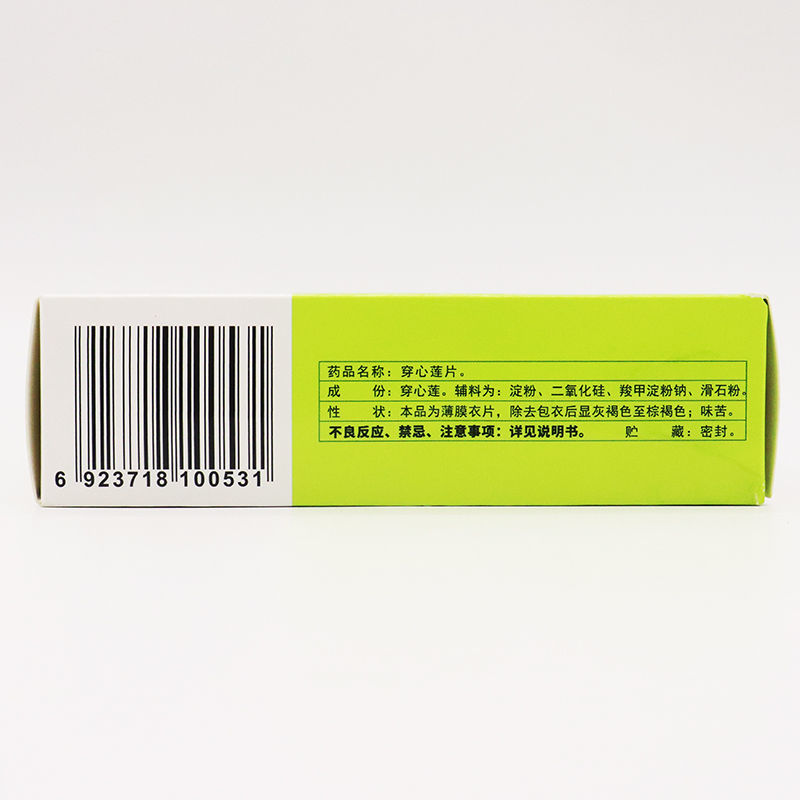 药品名称：穿心莲片。
成　　份：穿心莲。辅料为：淀粉、二氧化硅、羧甲淀粉钠、滑石粉。
性　　状：本品为薄膜衣片，除去包衣后显灰褐色至棕褐色；味苦。
不良反应、禁忌、注意事项：详见说明书。　　贮　　藏：密封。
6 923718 100531